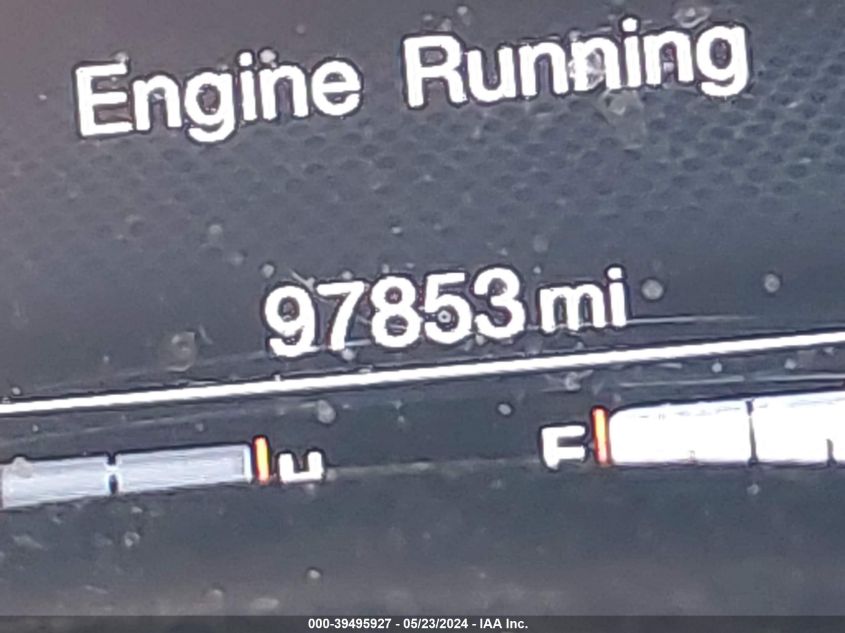 Engine Running
97853 mi
000-39495927 - 05/23/2024 - IAA Inc.